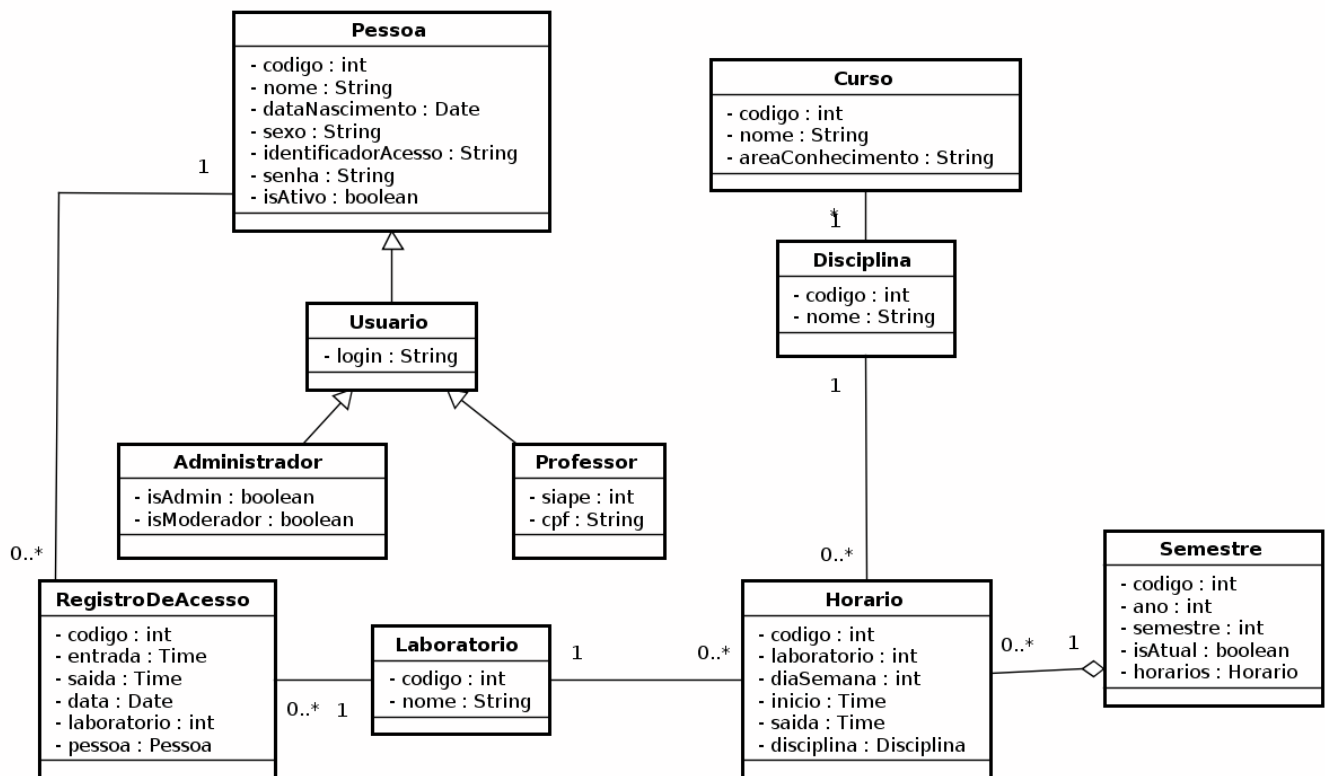 Pessoa
- codigo : int
- nome : String
- dataNascimento : Date
- sexo : String
- identificadorAcesso : String
- senha : String
- isAtivo : boolean
Curso
- codigo : int
- nome : String
- areaConhecimento : String
1
*
1
Disciplina
- codigo : int
- nome : String
Usuario
- login : String
1
Administrador
- isAdmin : boolean
- isModerador : boolean
Professor
- siape : int
- cpf : String
0..*
0..*
RegistroDeAcesso
- codigo : int
- entrada : Time
- saida : Time
- data : Date
- laboratorio : int
- pessoa : Pessoa
0..* 1
Laboratorio
- codigo : int
- nome : String
1
0..*
Horario
- codigo : int
- laboratorio : int
- diaSemana : int
- inicio : Time
- saida : Time
- disciplina : Disciplina
0..*
1
Semestre
- codigo : int
- ano : int
- semestre : int
- isAtual : boolean
- horarios : Horario